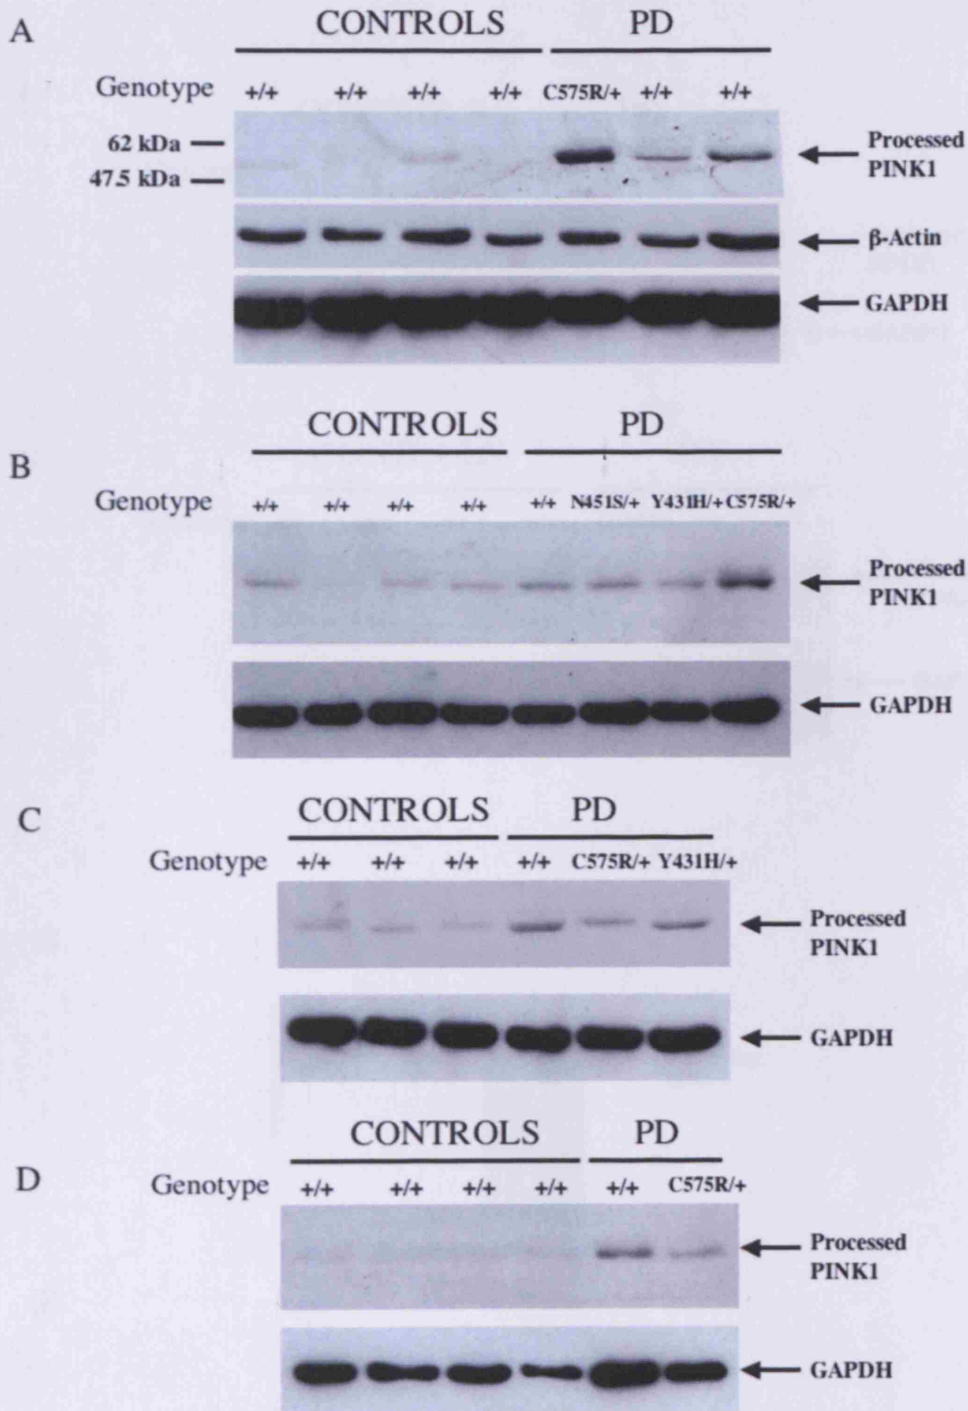 A
CONTROLS PD
Genotype +/+ +/+ +/+ +/+ C575R/+ +/+ +/+
62 kDa
47.5 kDa
Processed
PINK1
β-Actin
GAPDH
B
CONTROLS PD
Genotype +/+ +/+ +/+ +/+ +/+ N451S/+ Y431H/+ C575R/+
Processed
PINK1
GAPDH
C
CONTROLS PD
Genotype +/+ +/+ +/+ +/+ C575R/+ Y431H/+
Processed
PINK1
GAPDH
D
CONTROLS PD
Genotype +/+ +/+ +/+ +/+ +/+ C575R/+
Processed
PINK1
GAPDH